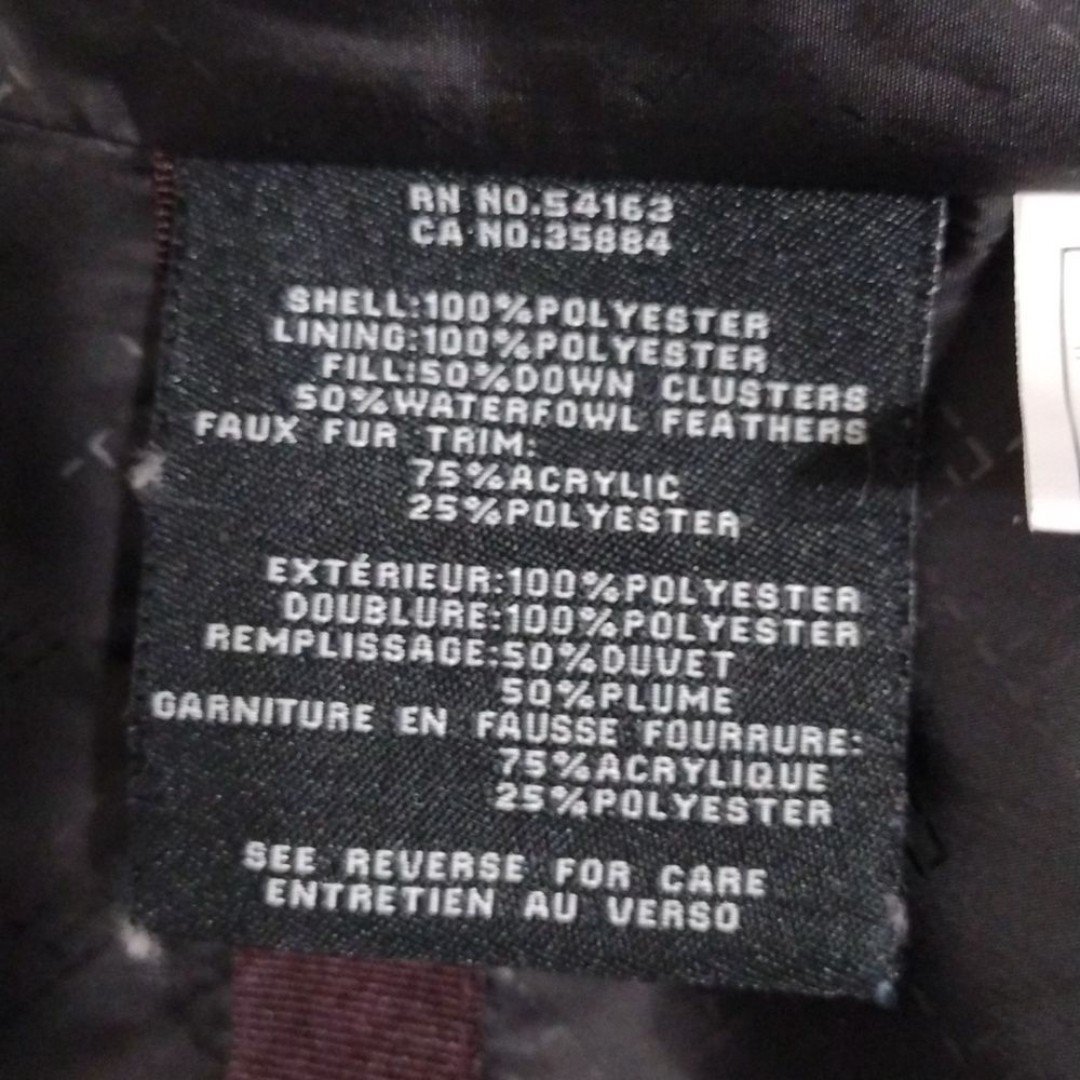 RN NO.54163
CA NO.35884
SHELL:100%POLYESTER
LINING:100%POLYESTER
FILL:50%DOWN CLUSTERS
50%WATERFOWL FEATHERS
FAUX FUR TRIM:
75%ACRYLIC
25%POLYESTER
EXTÉRIEUR:100%POLYESTER
DOUBLURE:100%POLYESTER
REMPLISSAGE:50%DUVET
50%PLUME
GARNITURE EN FAUSSE FOURRURE:
75%ACRYLIQUE
25%POLYESTER
SEE REVERSE FOR CARE
ENTRETIEN AU VERSO